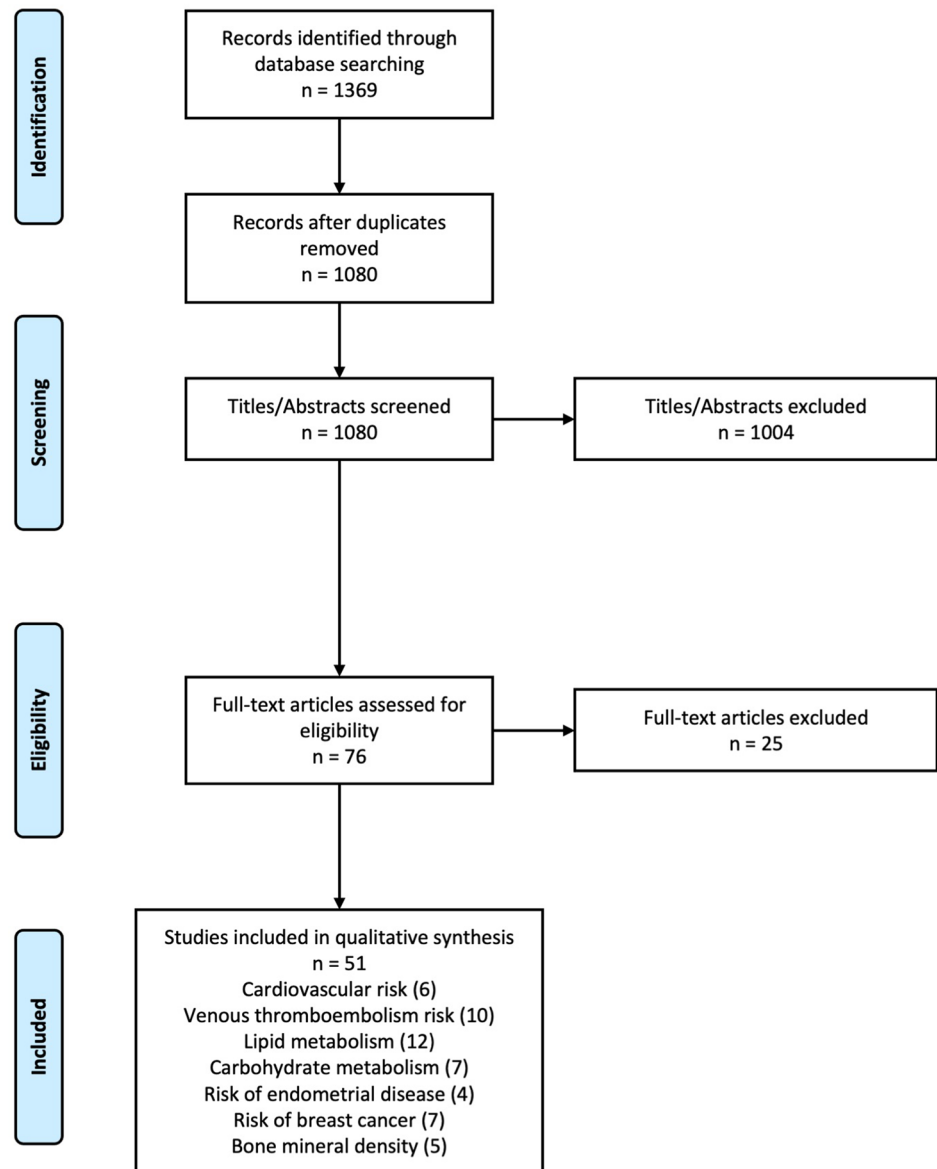 Identification
Records identified through
database searching
n = 1369
Records after duplicates
removed
n = 1080
Screening
Titles/Abstracts screened
n = 1080
Titles/Abstracts excluded
n = 1004
Eligibility
Full-text articles assessed for
eligibility
n = 76
Full-text articles excluded
n = 25
Included
Studies included in qualitative synthesis
n = 51
Cardiovascular risk (6)
Venous thromboembolism risk (10)
Lipid metabolism (12)
Carbohydrate metabolism (7)
Risk of endometrial disease (4)
Risk of breast cancer (7)
Bone mineral density (5)